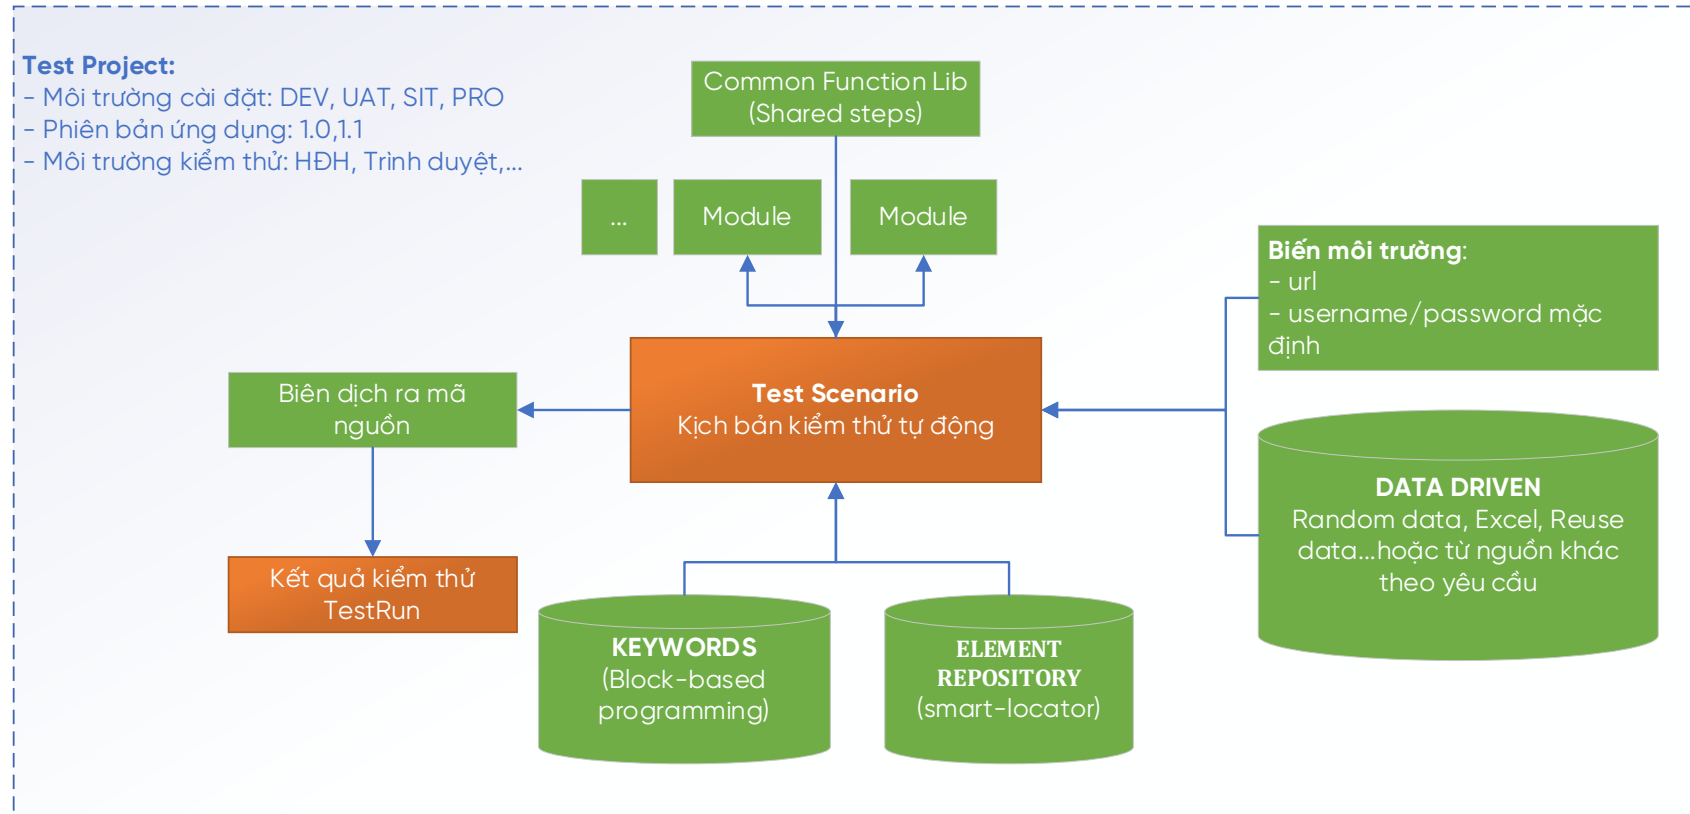 Test Project:
- Môi trường cài đặt: DEV, UAT, SIT, PRO
- Phiên bản ứng dụng: 1.0,1.1
- Môi trường kiểm thử: HĐH, Trình duyệt,...
Common Function Lib
(Shared steps)
...
Module
Module
Biến môi trường:
- url
- username/password mặc
định
Test Scenario
Kịch bản kiểm thử tự động
Biên dịch ra mã
nguồn
DATA DRIVEN
Random data, Excel, Reuse
data...hoặc từ nguồn khác
theo yêu cầu
Kết quả kiểm thử
TestRun
KEYWORDS
(Block-based
programming)
ELEMENT
REPOSITORY
(smart-locator)